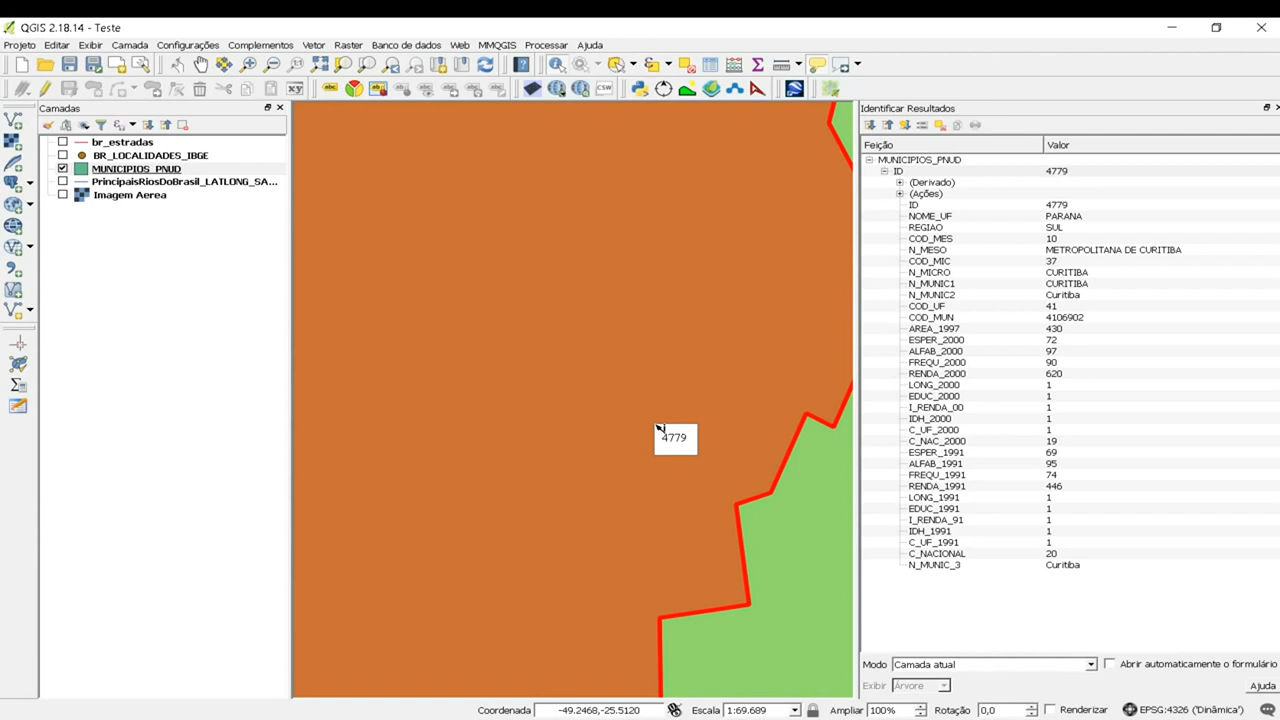 QGIS 2.18.14 - Teste
Projeto Editar Exibir Camada Configurações Complementos Vetor Raster Banco de dados Web MMQGIS Processar Ajuda
abc abc CSW
Camadas
br_estradas
BR_LOCALIDADES_IBGE
MUNICIPIOS_PNUD
PrincipaisRiosDoBrasil_LATLONG_SA...
Imagem Aerea
4779
Identificar Resultados
Feição Valor
MUNICIPIOS_PNUD
ID 4779
(Derivado)
(Ações)
ID 4779
NOME_UF PARANA
REGIAO SUL
COD_MES 10
N_MESO METROPOLITANA DE CURITIBA
COD_MIC 37
N_MICRO CURITIBA
N_MUNIC1 CURITIBA
N_MUNIC2 Curitiba
COD_UF 41
COD_MUN 4106902
AREA_1997 430
ESPER_2000 72
ALFAB_2000 97
FREQU_2000 90
RENDA_2000 620
LONG_2000 1
EDUC_2000 1
I_RENDA_00 1
IDH_2000 1
C_UF_2000 1
C_NAC_2000 19
ESPER_1991 69
ALFAB_1991 95
FREQU_1991 74
RENDA_1991 446
LONG_1991 1
EDUC_1991 1
I_RENDA_91 1
IDH_1991 1
C_UF_1991 1
C_NACIONAL 20
N_MUNIC_3 Curitiba
Modo Camada atual Abrir automaticamente o formulário
Exibir Árvore Ajuda
Coordenada -49.2468,-25.5120 Escala 1:69.689 Ampliar 100% Rotação 0,0 Renderizar EPSG:4326 ('Dinâmica')